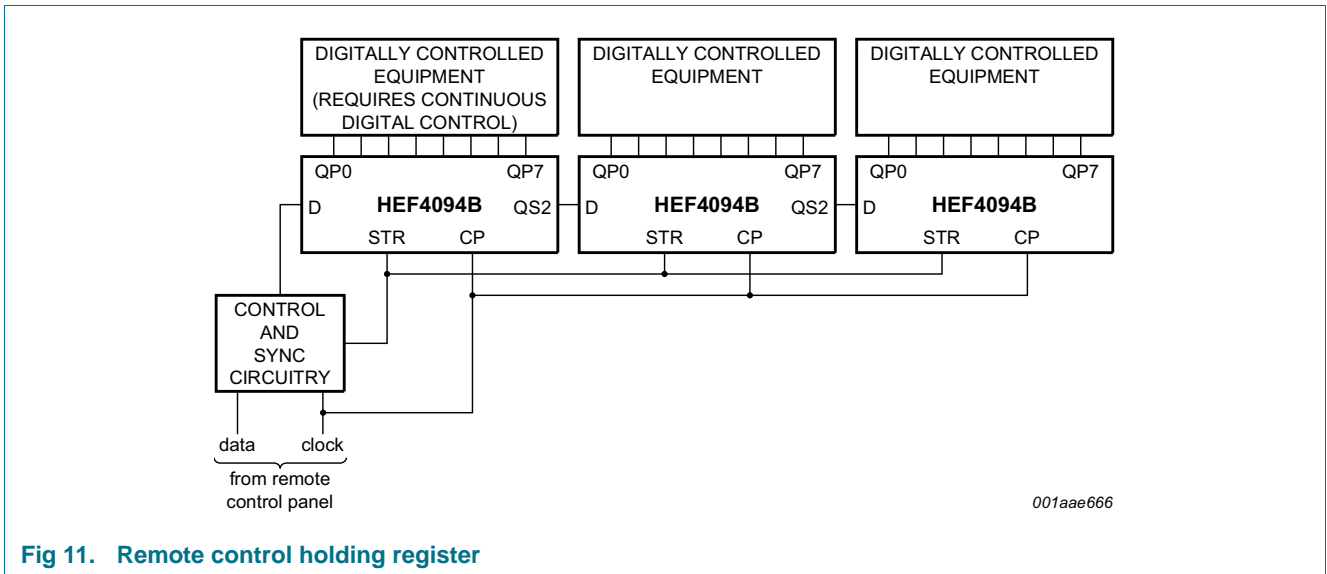 DIGITALLY CONTROLLED
EQUIPMENT
(REQUIRES CONTINUOUS
DIGITAL CONTROL)
DIGITALLY CONTROLLED
EQUIPMENT
DIGITALLY CONTROLLED
EQUIPMENT
QP0 QP7
D HEF4094B QS2
STR CP
QP0 QP7
D HEF4094B QS2
STR CP
QP0 QP7
D HEF4094B
STR CP
CONTROL
AND
SYNC
CIRCUITRY
data clock
from remote
control panel
001aae666
Fig 11. Remote control holding register